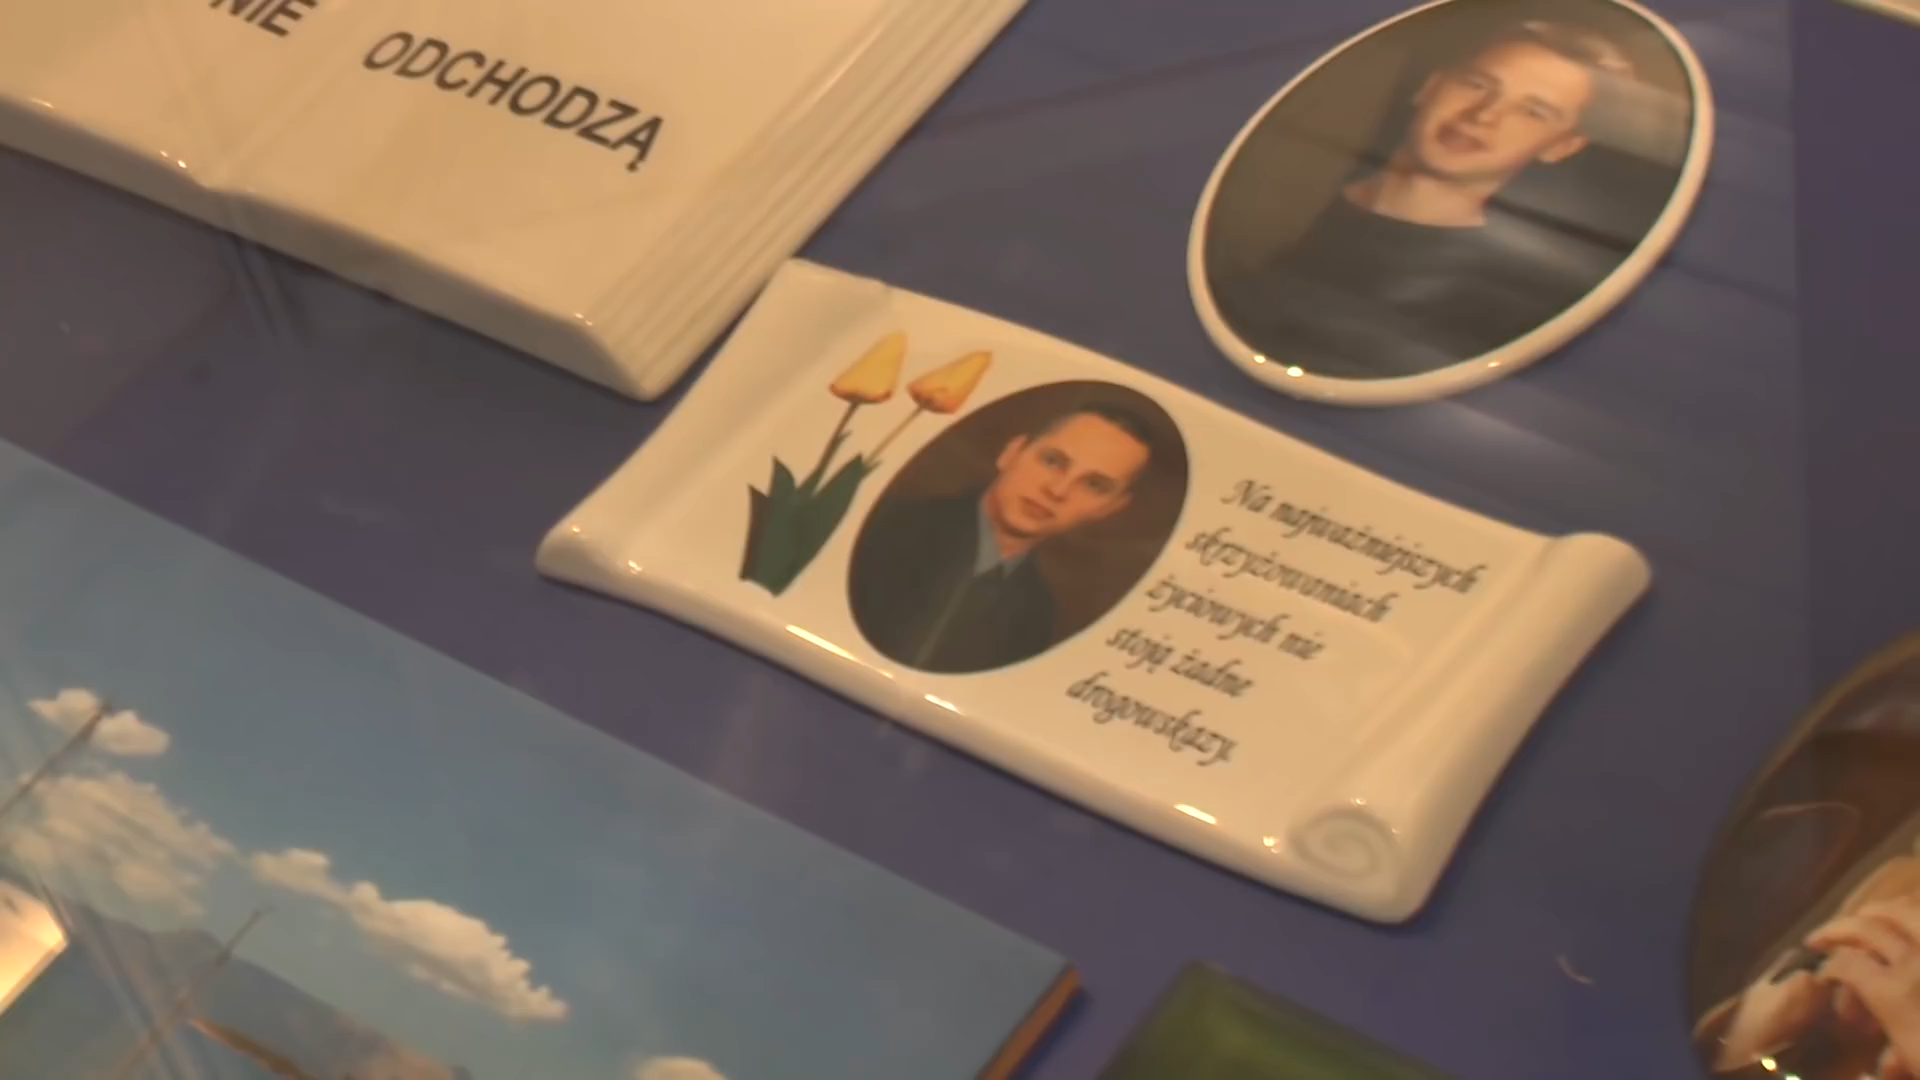 NIE ODCHODZĄ
Na najważniejszych
skrzyżowaniach
życiowych nie
stoją żadne
drogowskazy.